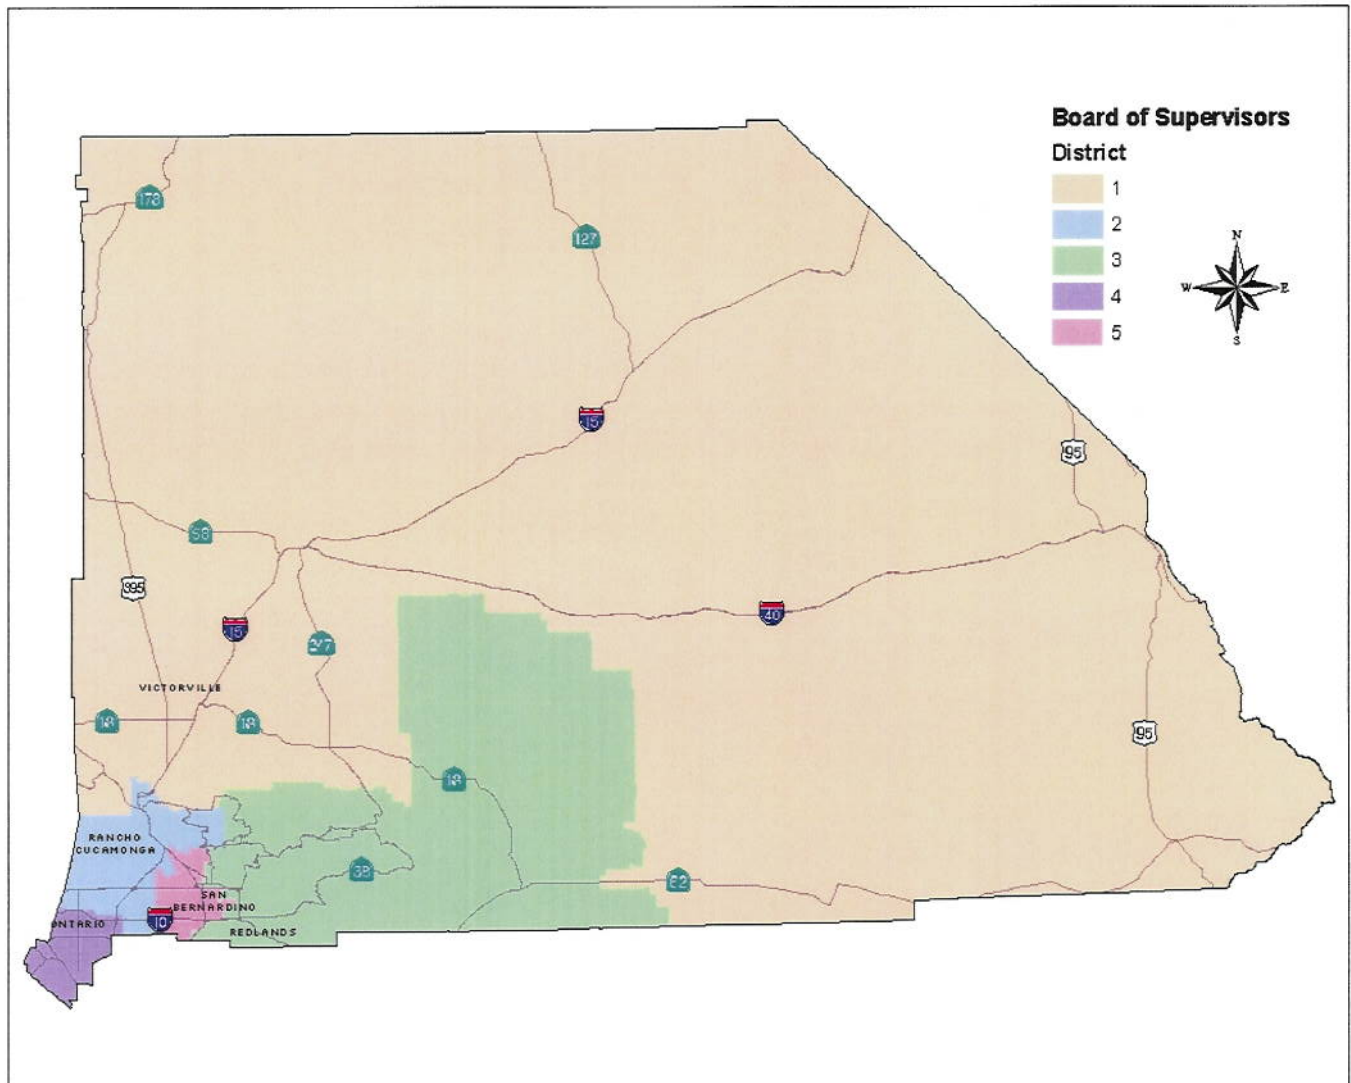 Board of Supervisors
District
1
2
3
4
5
N
W
E
S
178
127
15
95
58
395
15
40
247
VICTORVILLE
18
18
95
18
RANCHO
CUCAMONGA
38
62
SAN
BERNARDINO
10
ONTARIO
REDLANDS